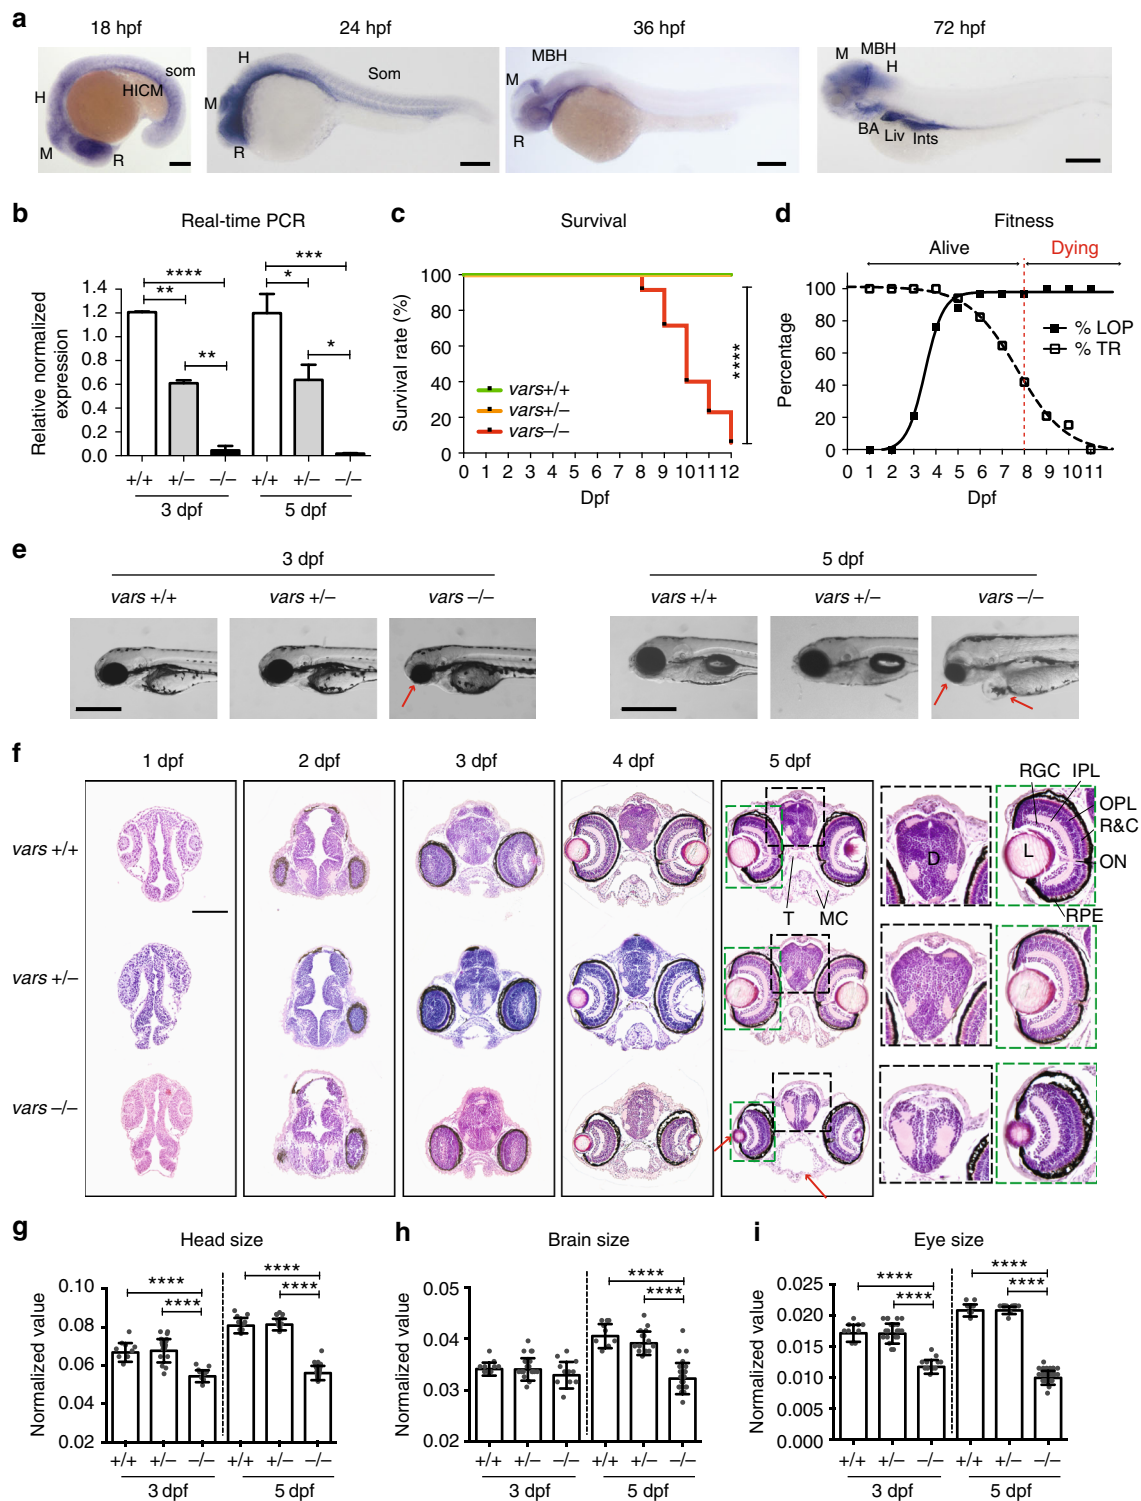 a
18 hpf
24 hpf
36 hpf
72 hpf
som
HICM
H
M
R
H
Som
M
R
MBH
M
R
M
MBH
H
BA
Liv
Ints
b
Real-time PCR
****
**
**
***
*
*
Relative normalized
expression
1.4
1.2
1.0
0.8
0.6
0.4
0.2
0.0
+/+
+/−
−/−
+/+
+/−
−/−
3 dpf
5 dpf
c
Survival
Survival rate (%)
100
80
60
40
20
0
vars+/+
vars+/−
vars−/−
****
0 1 2 3 4 5 6 7 8 9 10 11 12
Dpf
d
Fitness
Alive
Dying
Percentage
100
80
60
40
20
0
% LOP
% TR
0 1 2 3 4 5 6 7 8 9 10 11
Dpf
e
3 dpf
5 dpf
vars +/+
vars +/−
vars −/−
vars +/+
vars +/−
vars −/−
f
1 dpf
2 dpf
3 dpf
4 dpf
5 dpf
RGC
IPL
OPL
R&C
ON
L
D
RPE
T
MC
vars +/+
vars +/−
vars −/−
g
Head size
****
****
****
****
Normalized value
0.10
0.08
0.06
0.04
0.02
+/+
+/−
−/−
+/+
+/−
−/−
3 dpf
5 dpf
h
Brain size
****
****
Normalized value
0.05
0.04
0.03
0.02
+/+
+/−
−/−
+/+
+/−
−/−
3 dpf
5 dpf
i
Eye size
****
****
****
****
Normalized value
0.025
0.020
0.015
0.010
0.005
0.000
+/+
+/−
−/−
+/+
+/−
−/−
3 dpf
5 dpf